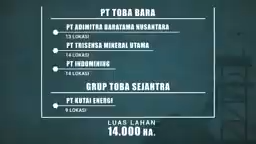 PT TOBA BARA
PT ADIMITRA BARATAMA NUSANTARA
13 LOKASI
PT TRISENSA MINERAL UTAMA
14 LOKASI
PT INDOMINING
14 LOKASI
GRUP TOBA SEJAHTRA
PT KUTAI ENERGI
9 LOKASI
LUAS LAHAN
14.000 HA.